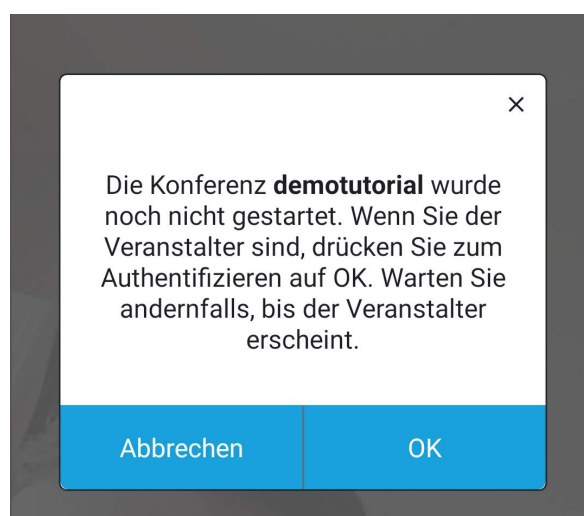 Die Konferenz demotutorial wurde
noch nicht gestartet. Wenn Sie der
Veranstalter sind, drücken Sie zum
Authentifizieren auf OK. Warten Sie
andernfalls, bis der Veranstalter
erscheint.
Abbrechen
OK